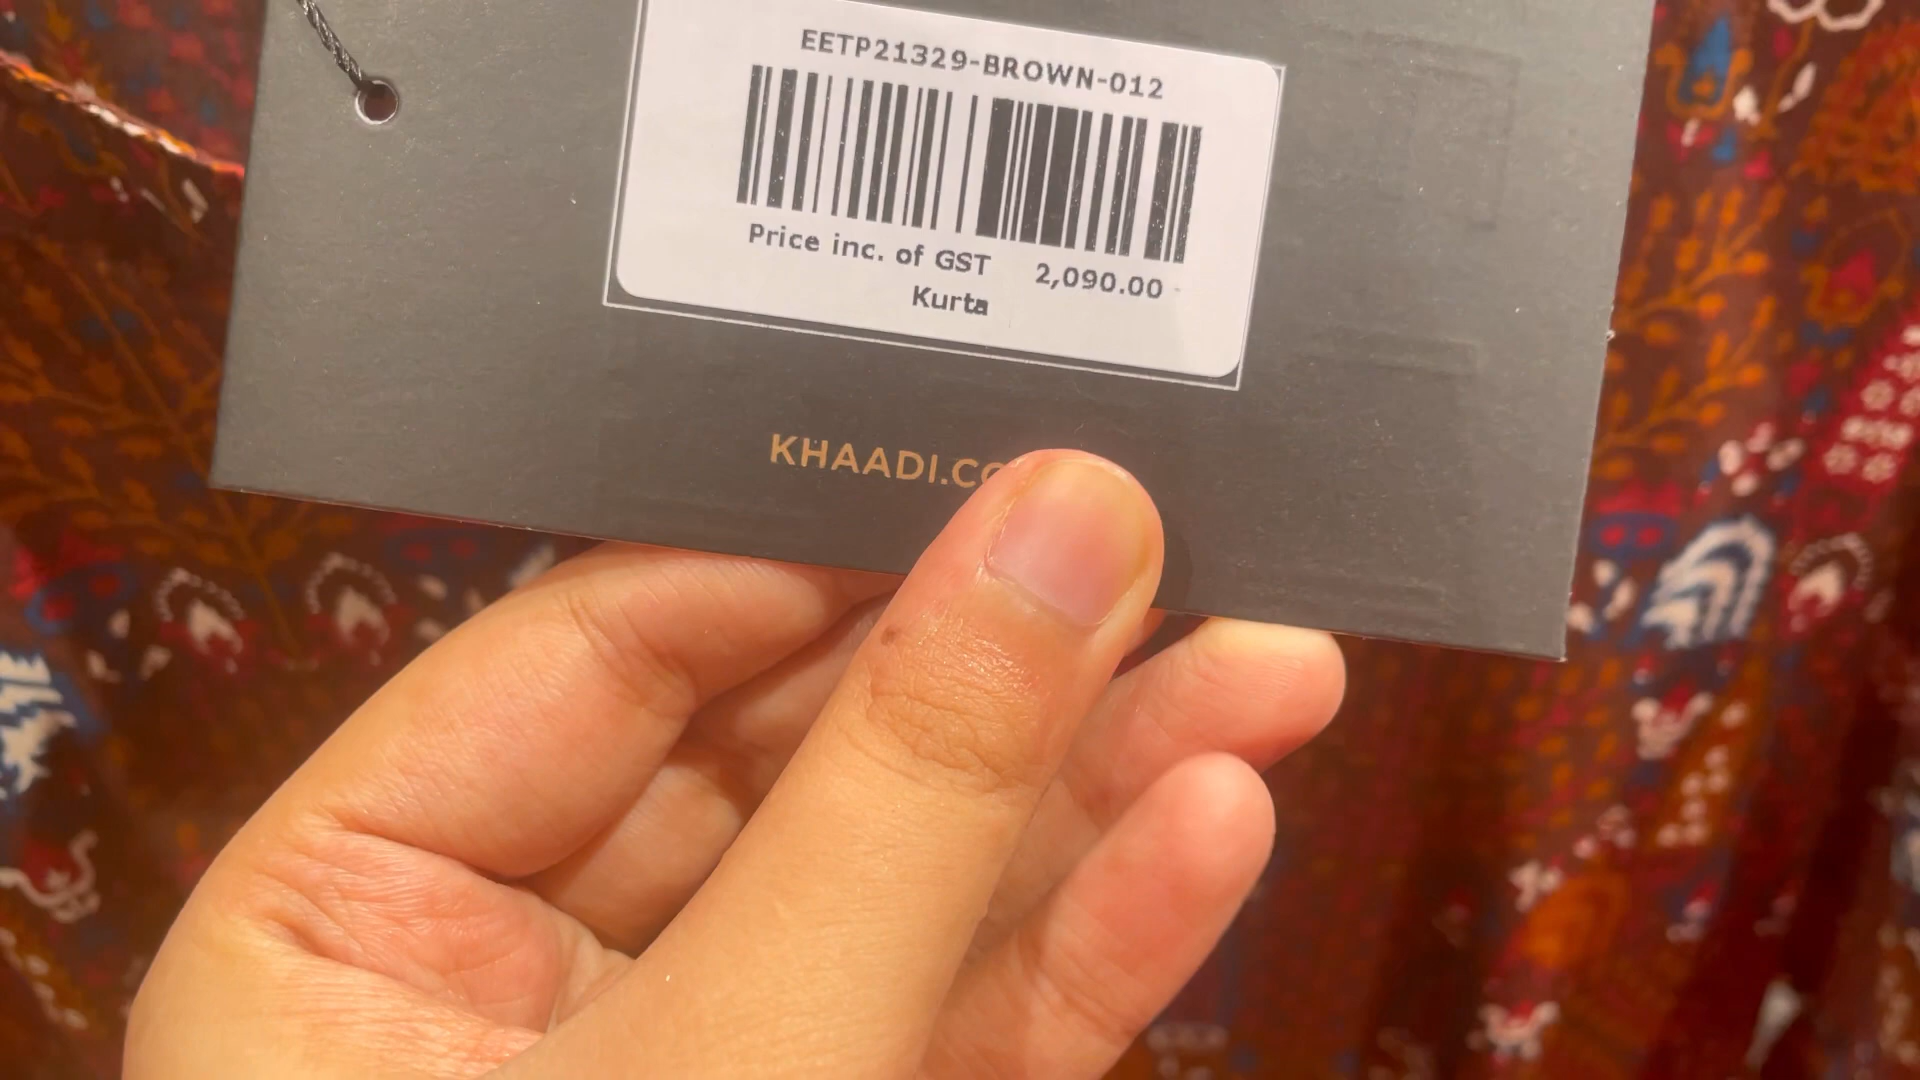 EETP21329-BROWN-012
Price inc. of GST 2,090.00
Kurta
KHAADI.CO